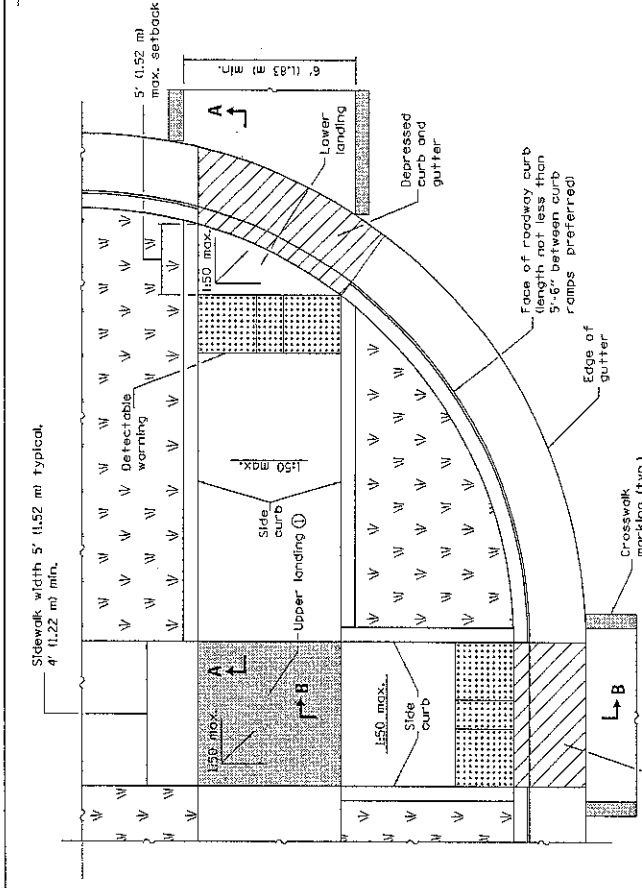 Sidewalk width 5' (1.52 m) typical.
4' (1.22 m) min.
5' (1.52 m)
max. setback
6' (1.83 m) min.
A
Lower
landing
1:50 max.
Depressed
curb and
gutter
Detectable
warning
1:50 max.
Side
curb
Face of roadway curb
(length not less than
5'-6" between curb
ramps preferred)
Upper landing ①
A
1:50 max.
B
Edge of
gutter
1:50 max.
Side
curb
Crosswalk
marking (typ.)
B